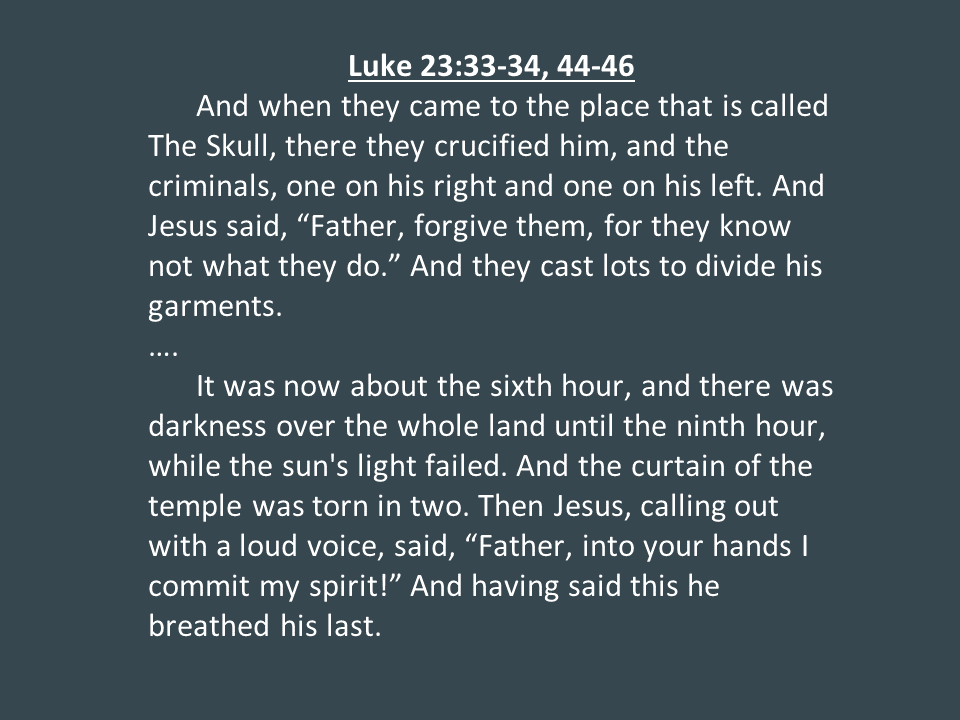 Luke 23:33-34, 44-46
And when they came to the place that is called
The Skull, there they crucified him, and the
criminals, one on his right and one on his left. And
Jesus said, “Father, forgive them, for they know
not what they do.” And they cast lots to divide his
garments.
….
It was now about the sixth hour, and there was
darkness over the whole land until the ninth hour,
while the sun's light failed. And the curtain of the
temple was torn in two. Then Jesus, calling out
with a loud voice, said, “Father, into your hands I
commit my spirit!” And having said this he
breathed his last.